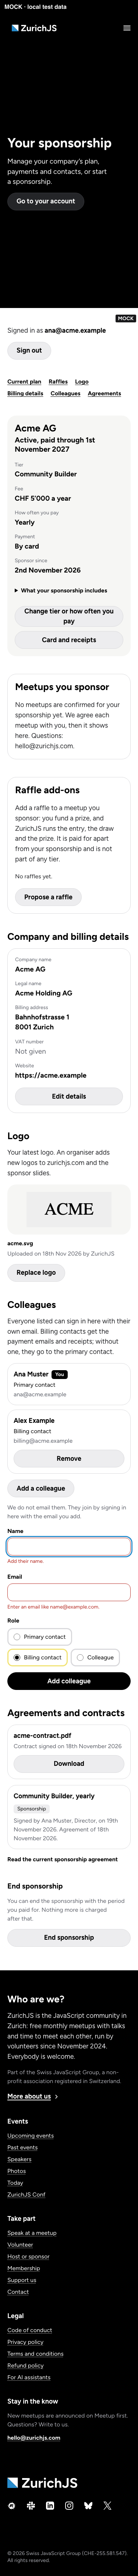 MOCK · local test data
ZurichJS
Your sponsorship
Manage your company's plan,
payments and contacts, or start
a sponsorship.
Go to your account
MOCK
Signed in as ana@acme.example
Sign out
Current plan Raffles Logo
Billing details Colleagues Agreements
Acme AG
Active, paid through 1st
November 2027
Tier
Community Builder
Fee
CHF 5'000 a year
How often you pay
Yearly
Payment
By card
Sponsor since
2nd November 2026
What your sponsorship includes
Change tier or how often you
pay
Card and receipts
Meetups you sponsor
No meetups are confirmed for your
sponsorship yet. We agree each
meetup with you, then it shows
here. Questions:
hello@zurichjs.com.
Raffle add-ons
Add a raffle to a meetup you
sponsor: you fund a prize, and
ZurichJS runs the entry, the draw
and the prize. It is paid for apart
from your sponsorship and is not
part of any tier.
No raffles yet.
Propose a raffle
Company and billing details
Company name
Acme AG
Legal name
Acme Holding AG
Billing address
Bahnhofstrasse 1
8001 Zurich
VAT number
Not given
Website
https://acme.example
Edit details
Logo
Your latest logo. An organiser adds
new logos to zurichjs.com and the
sponsor slides.
ACME
acme.svg
Uploaded on 18th Nov 2026 by ZurichJS
Replace logo
Colleagues
Everyone listed can sign in here with their
own email. Billing contacts get the
payment emails and receipts; without
one, they go to the primary contact.
Ana Muster You
Primary contact
ana@acme.example
Alex Example
Billing contact
billing@acme.example
Remove
Add a colleague
We do not email them. They join by signing in
here with the email you add.
Name
Add their name.
Email
Enter an email like name@example.com.
Role
Primary contact
Billing contact Colleague
Add colleague
Agreements and contracts
acme-contract.pdf
Contract signed on 18th November 2026
Download
Community Builder, yearly
Sponsorship
Signed by Ana Muster, Director, on 19th
November 2026. Agreement of 18th
November 2026.
Read the current sponsorship agreement
End sponsorship
You can end the sponsorship with the period
you paid for. Nothing more is charged
after that.
End sponsorship
Who are we?
ZurichJS is the JavaScript community in
Zurich: free monthly meetups with talks
and time to meet each other, run by
volunteers since November 2024.
Everybody is welcome.
Part of the Swiss JavaScript Group, a non-
profit association registered in Switzerland.
More about us
Events
Upcoming events
Past events
Speakers
Photos
Today
ZurichJS Conf
Take part
Speak at a meetup
Volunteer
Host or sponsor
Membership
Support us
Contact
Legal
Code of conduct
Privacy policy
Terms and conditions
Refund policy
For AI assistants
Stay in the know
New meetups are announced on Meetup first.
Questions? Write to us.
hello@zurichjs.com
ZurichJS
© 2026 Swiss JavaScript Group (CHE-255.581.547).
All rights reserved.